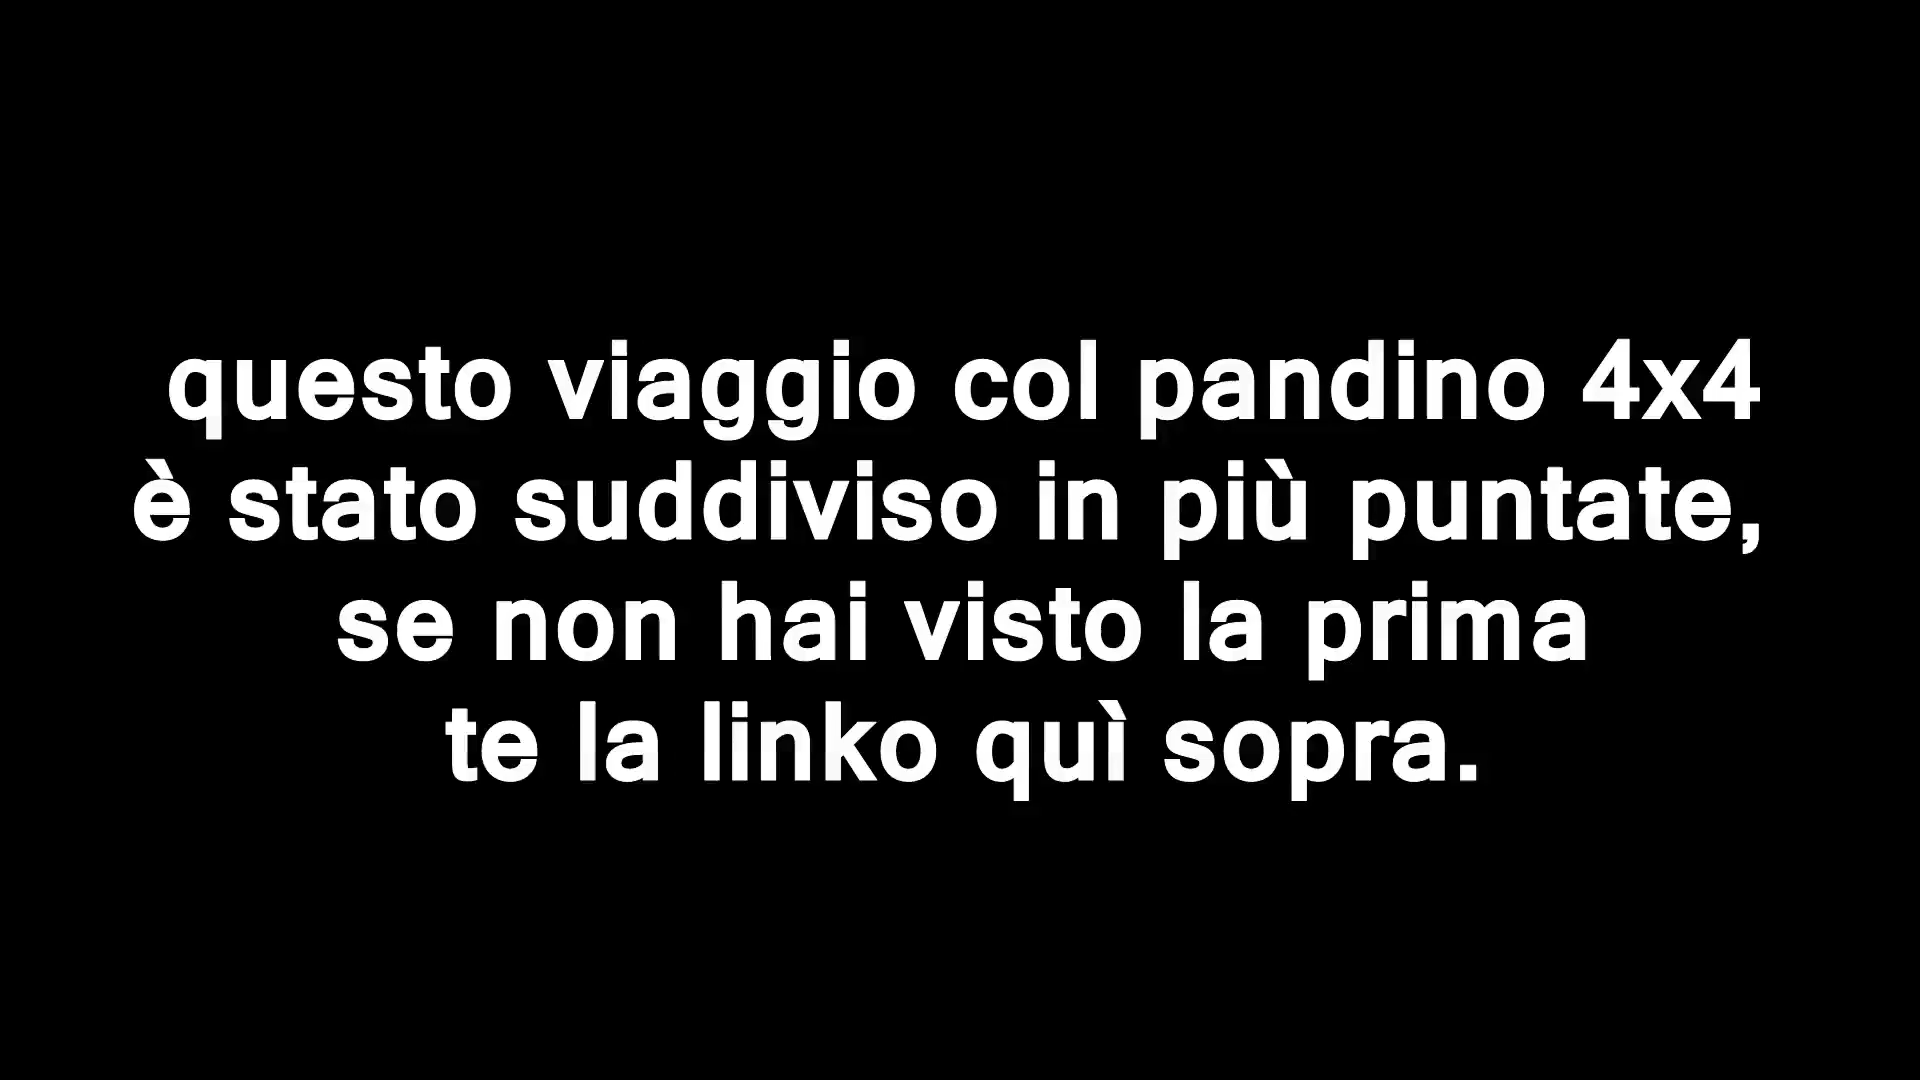 questo viaggio col pandino 4x4
è stato suddiviso in più puntate,
se non hai visto la prima
te la linko quì sopra.